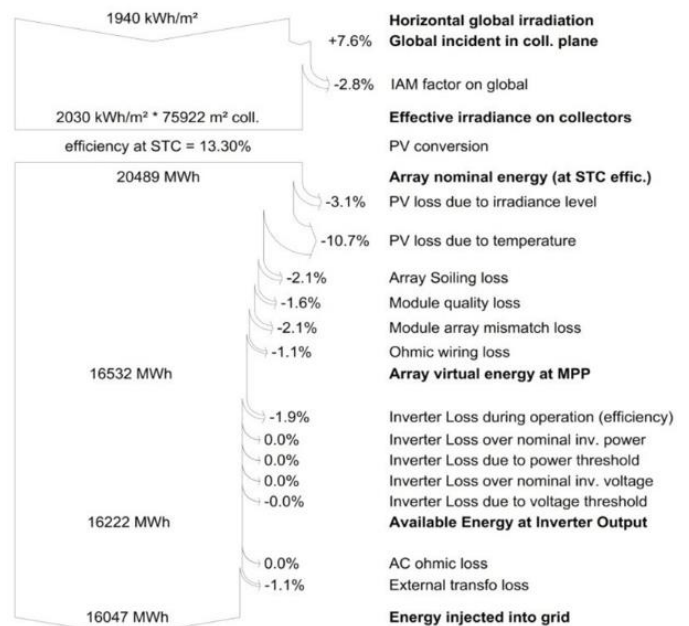 1940 kWh/m² Horizontal global irradiation
+7.6% Global incident in coll. plane
-2.8% IAM factor on global
2030 kWh/m² * 75922 m² coll. Effective irradiance on collectors
efficiency at STC = 13.30% PV conversion
20489 MWh Array nominal energy (at STC effic.)
-3.1% PV loss due to irradiance level
-10.7% PV loss due to temperature
-2.1% Array Soiling loss
-1.6% Module quality loss
-2.1% Module array mismatch loss
-1.1% Ohmic wiring loss
16532 MWh Array virtual energy at MPP
-1.9% Inverter Loss during operation (efficiency)
0.0% Inverter Loss over nominal inv. power
0.0% Inverter Loss due to power threshold
0.0% Inverter Loss over nominal inv. voltage
-0.0% Inverter Loss due to voltage threshold
16222 MWh Available Energy at Inverter Output
0.0% AC ohmic loss
-1.1% External transfo loss
16047 MWh Energy injected into grid